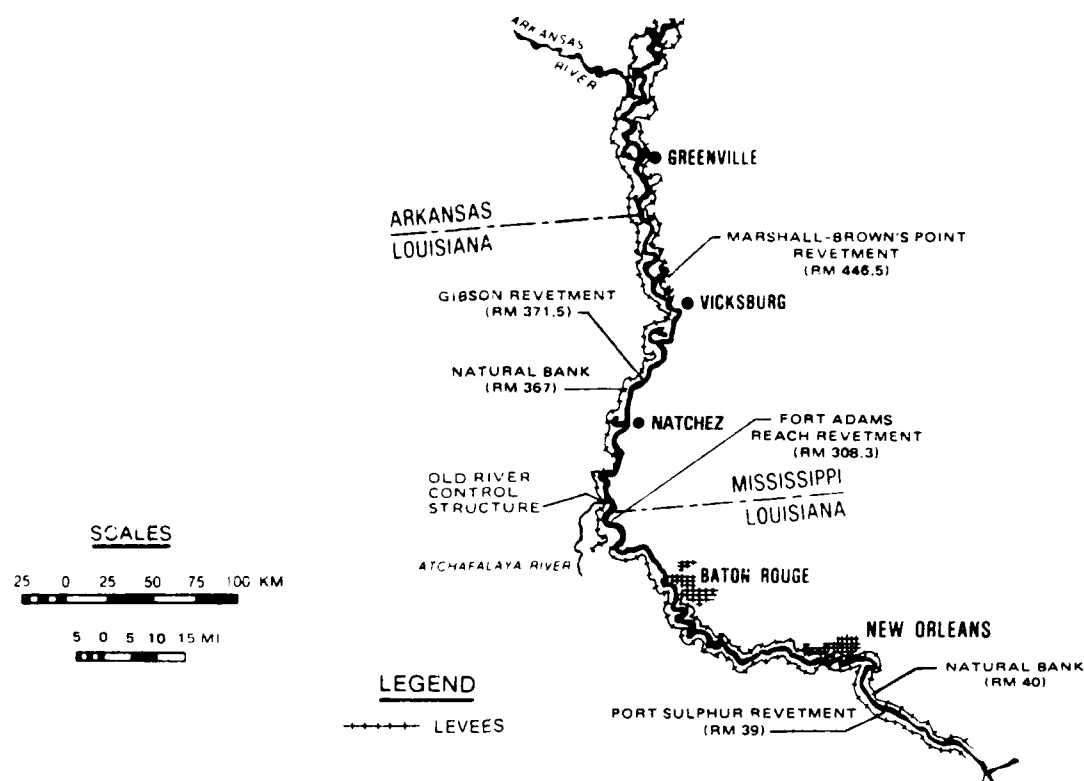 ARKANSAS
RIVER
GREENVILLE
ARKANSAS
LOUISIANA
MARSHALL-BROWN'S POINT
REVETMENT
(RM 446.5)
GIBSON REVETMENT
(RM 371.5)
VICKSBURG
NATURAL BANK
(RM 367)
NATCHEZ
FORT ADAMS
REACH REVETMENT
(RM 308.3)
OLD RIVER
CONTROL
STRUCTURE
MISSISSIPPI
LOUISIANA
ATCHAFALAYA RIVER
BATON ROUGE
SCALES
25 0 25 50 75 100 KM
5 0 5 10 15 MI
NEW ORLEANS
NATURAL BANK
(RM 40)
PORT SULPHUR REVETMENT
(RM 39)
LEGEND
LEVEES